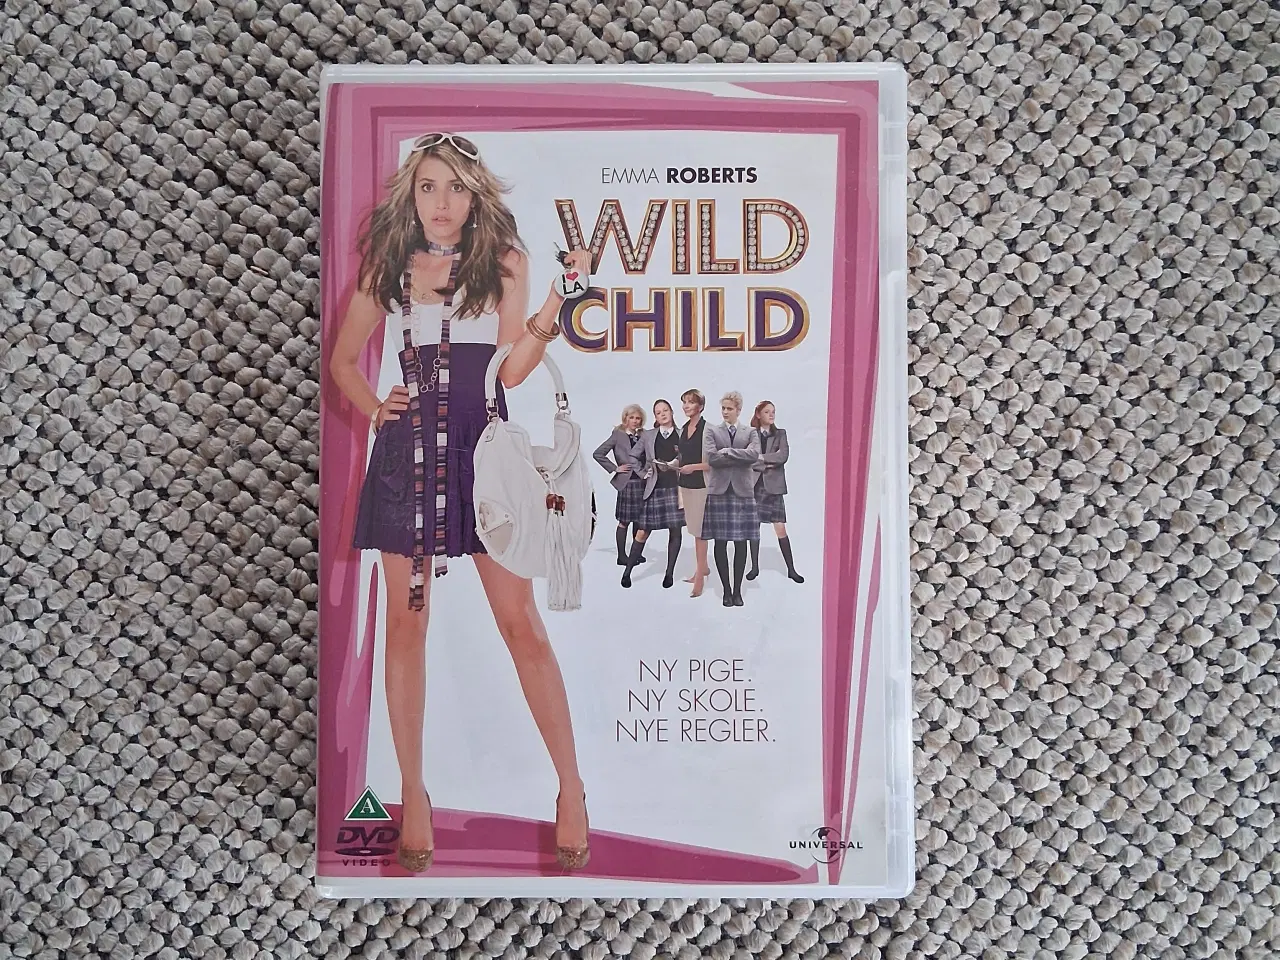 EMMA ROBERTS
WILD
CHILD
I ♥ LA
NY PIGE.
NY SKOLE.
NYE REGLER.
A
DVD
VIDEO
UNIVERSAL